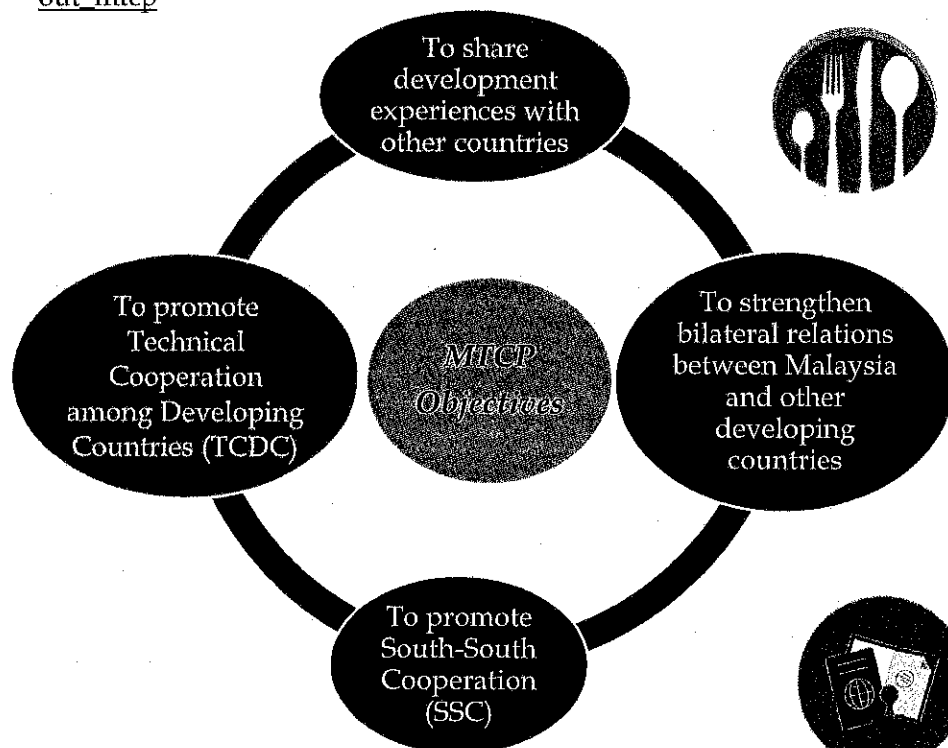 out_mtcp
To share
development
experiences with
other countries
To promote
Technical
Cooperation
among Developing
Countries (TCDC)
MTCP
Objectives
To strengthen
bilateral relations
between Malaysia
and other
developing
countries
To promote
South-South
Cooperation
(SSC)